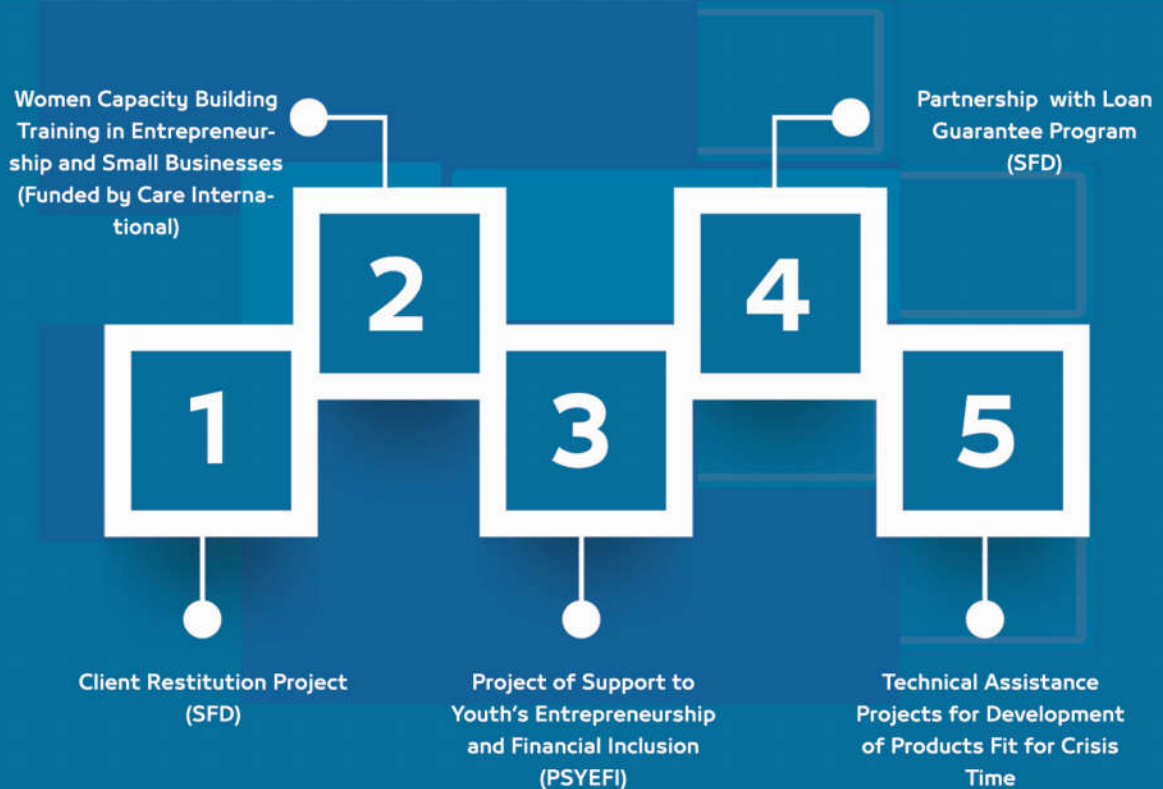 1
Client Restitution Project
(SFD)
2
Women Capacity Building
Training in Entrepreneur-
ship and Small Businesses
(Funded by Care Interna-
tional)
3
Project of Support to
Youth's Entrepreneurship
and Financial Inclusion
(PSYEFI)
4
Partnership with Loan
Guarantee Program
(SFD)
5
Technical Assistance
Projects for Development
of Products Fit for Crisis
Time